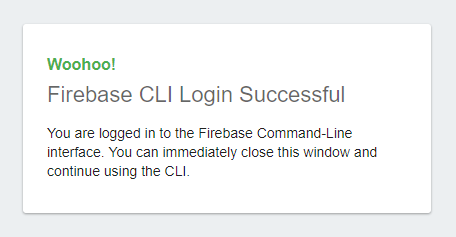 Woohoo!
Firebase CLI Login Successful
You are logged in to the Firebase Command-Line
interface. You can immediately close this window and
continue using the CLI.